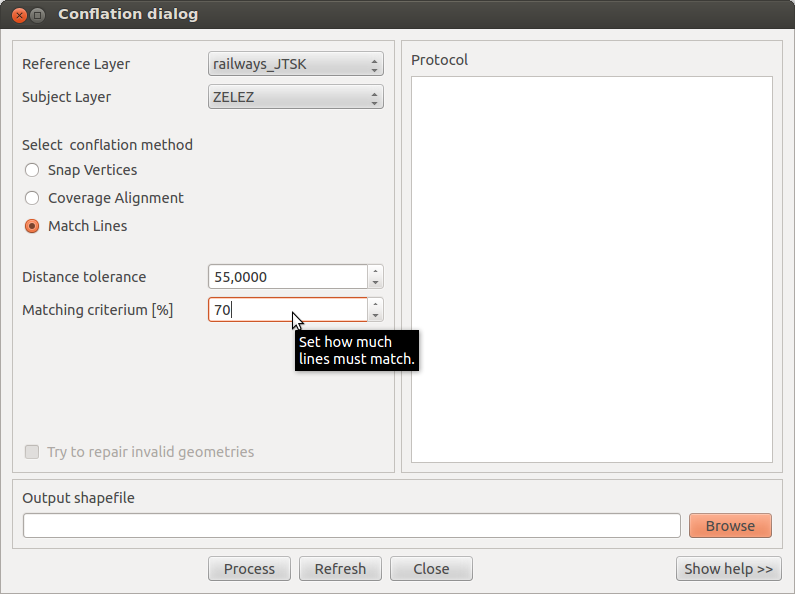 Conflation dialog
Reference Layer
railways_JTSK
Subject Layer
ZELEZ
Select conflation method
Snap Vertices
Coverage Alignment
Match Lines
Distance tolerance
55,0000
Matching criterium [%]
70
Set how much
lines must match.
Try to repair invalid geometries
Protocol
Output shapefile
Browse
Process
Refresh
Close
Show help >>